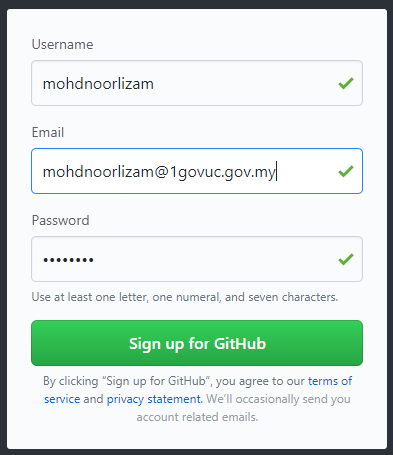 Username
mohdnoorlizam
Email
mohdnoorlizam@1govuc.gov.my
Password
••••••••
Use at least one letter, one numeral, and seven characters.
Sign up for GitHub
By clicking “Sign up for GitHub”, you agree to our terms of
service and privacy statement. We’ll occasionally send you
account related emails.